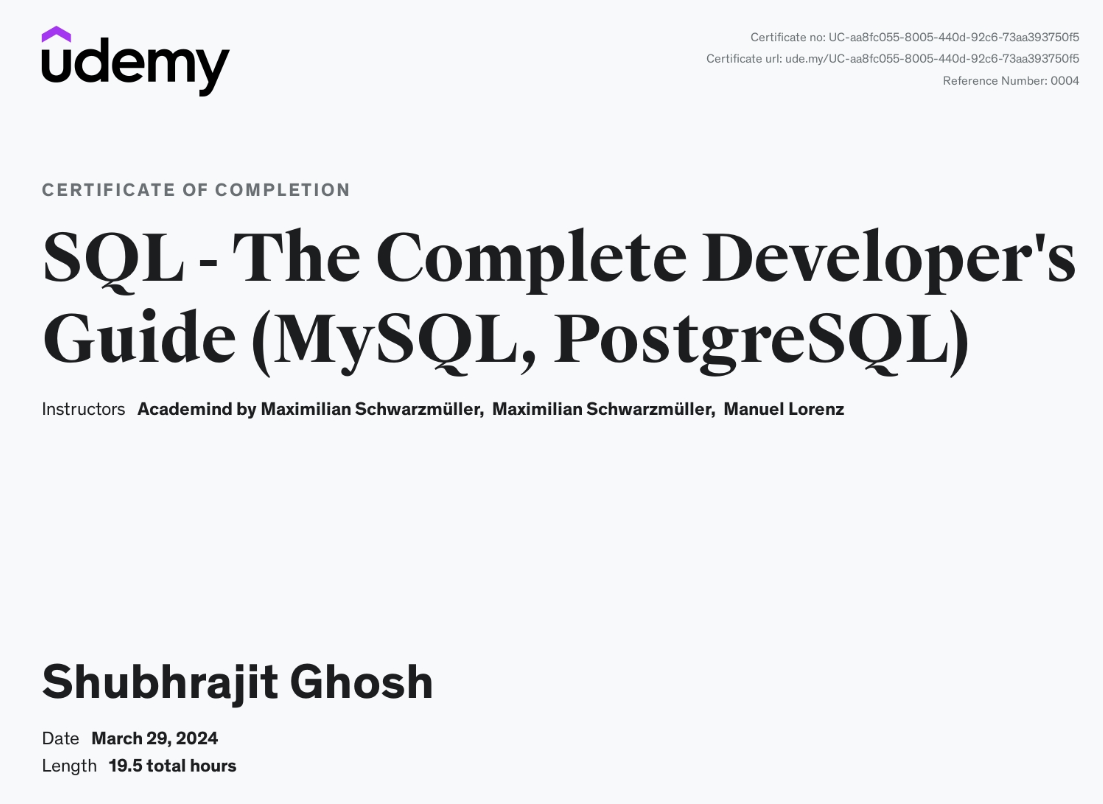 udemy
Certificate no: UC-aa8fc055-8005-440d-92c6-73aa393750f5
Certificate url: ude.my/UC-aa8fc055-8005-440d-92c6-73aa393750f5
Reference Number: 0004
CERTIFICATE OF COMPLETION
SQL - The Complete Developer's
Guide (MySQL, PostgreSQL)
Instructors Academind by Maximilian Schwarzmüller, Maximilian Schwarzmüller, Manuel Lorenz
Shubhrajit Ghosh
Date March 29, 2024
Length 19.5 total hours